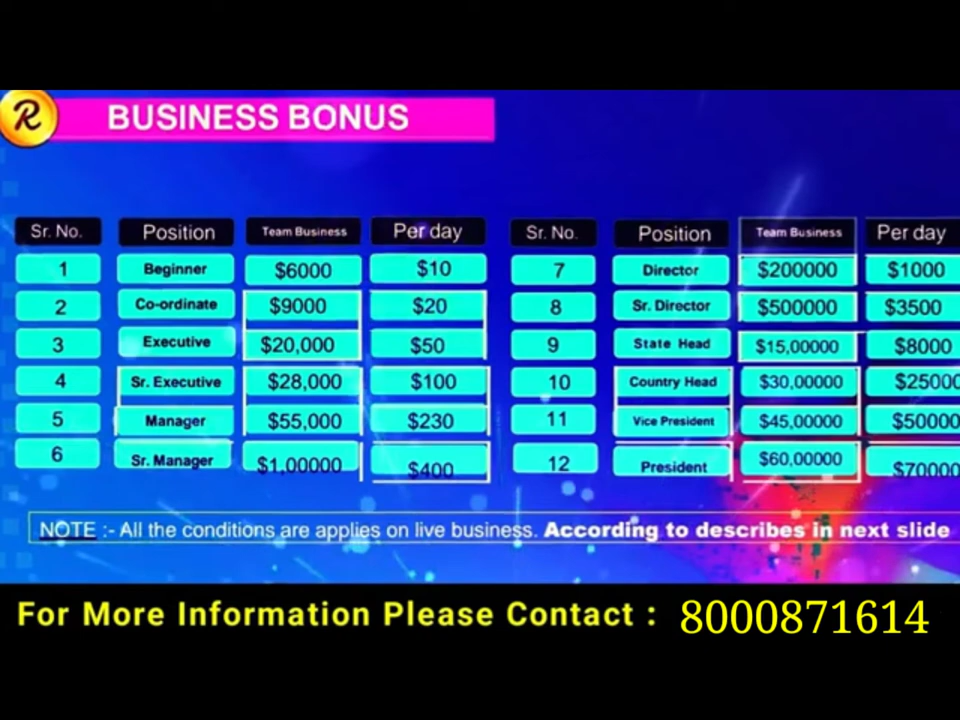 R
BUSINESS BONUS
Sr. No. Position Team Business Per day
1 Beginner $6000 $10
2 Co-ordinate $9000 $20
3 Executive $20,000 $50
4 Sr. Executive $28,000 $100
5 Manager $55,000 $230
6 Sr. Manager $1,00000 $400
Sr. No. Position Team Business Per day
7 Director $200000 $1000
8 Sr. Director $500000 $3500
9 State Head $15,00000 $8000
10 Country Head $30,00000 $25000
11 Vice President $45,00000 $50000
12 President $60,00000 $70000
NOTE :- All the conditions are applies on live business. According to describes in next slide
For More Information Please Contact : 8000871614